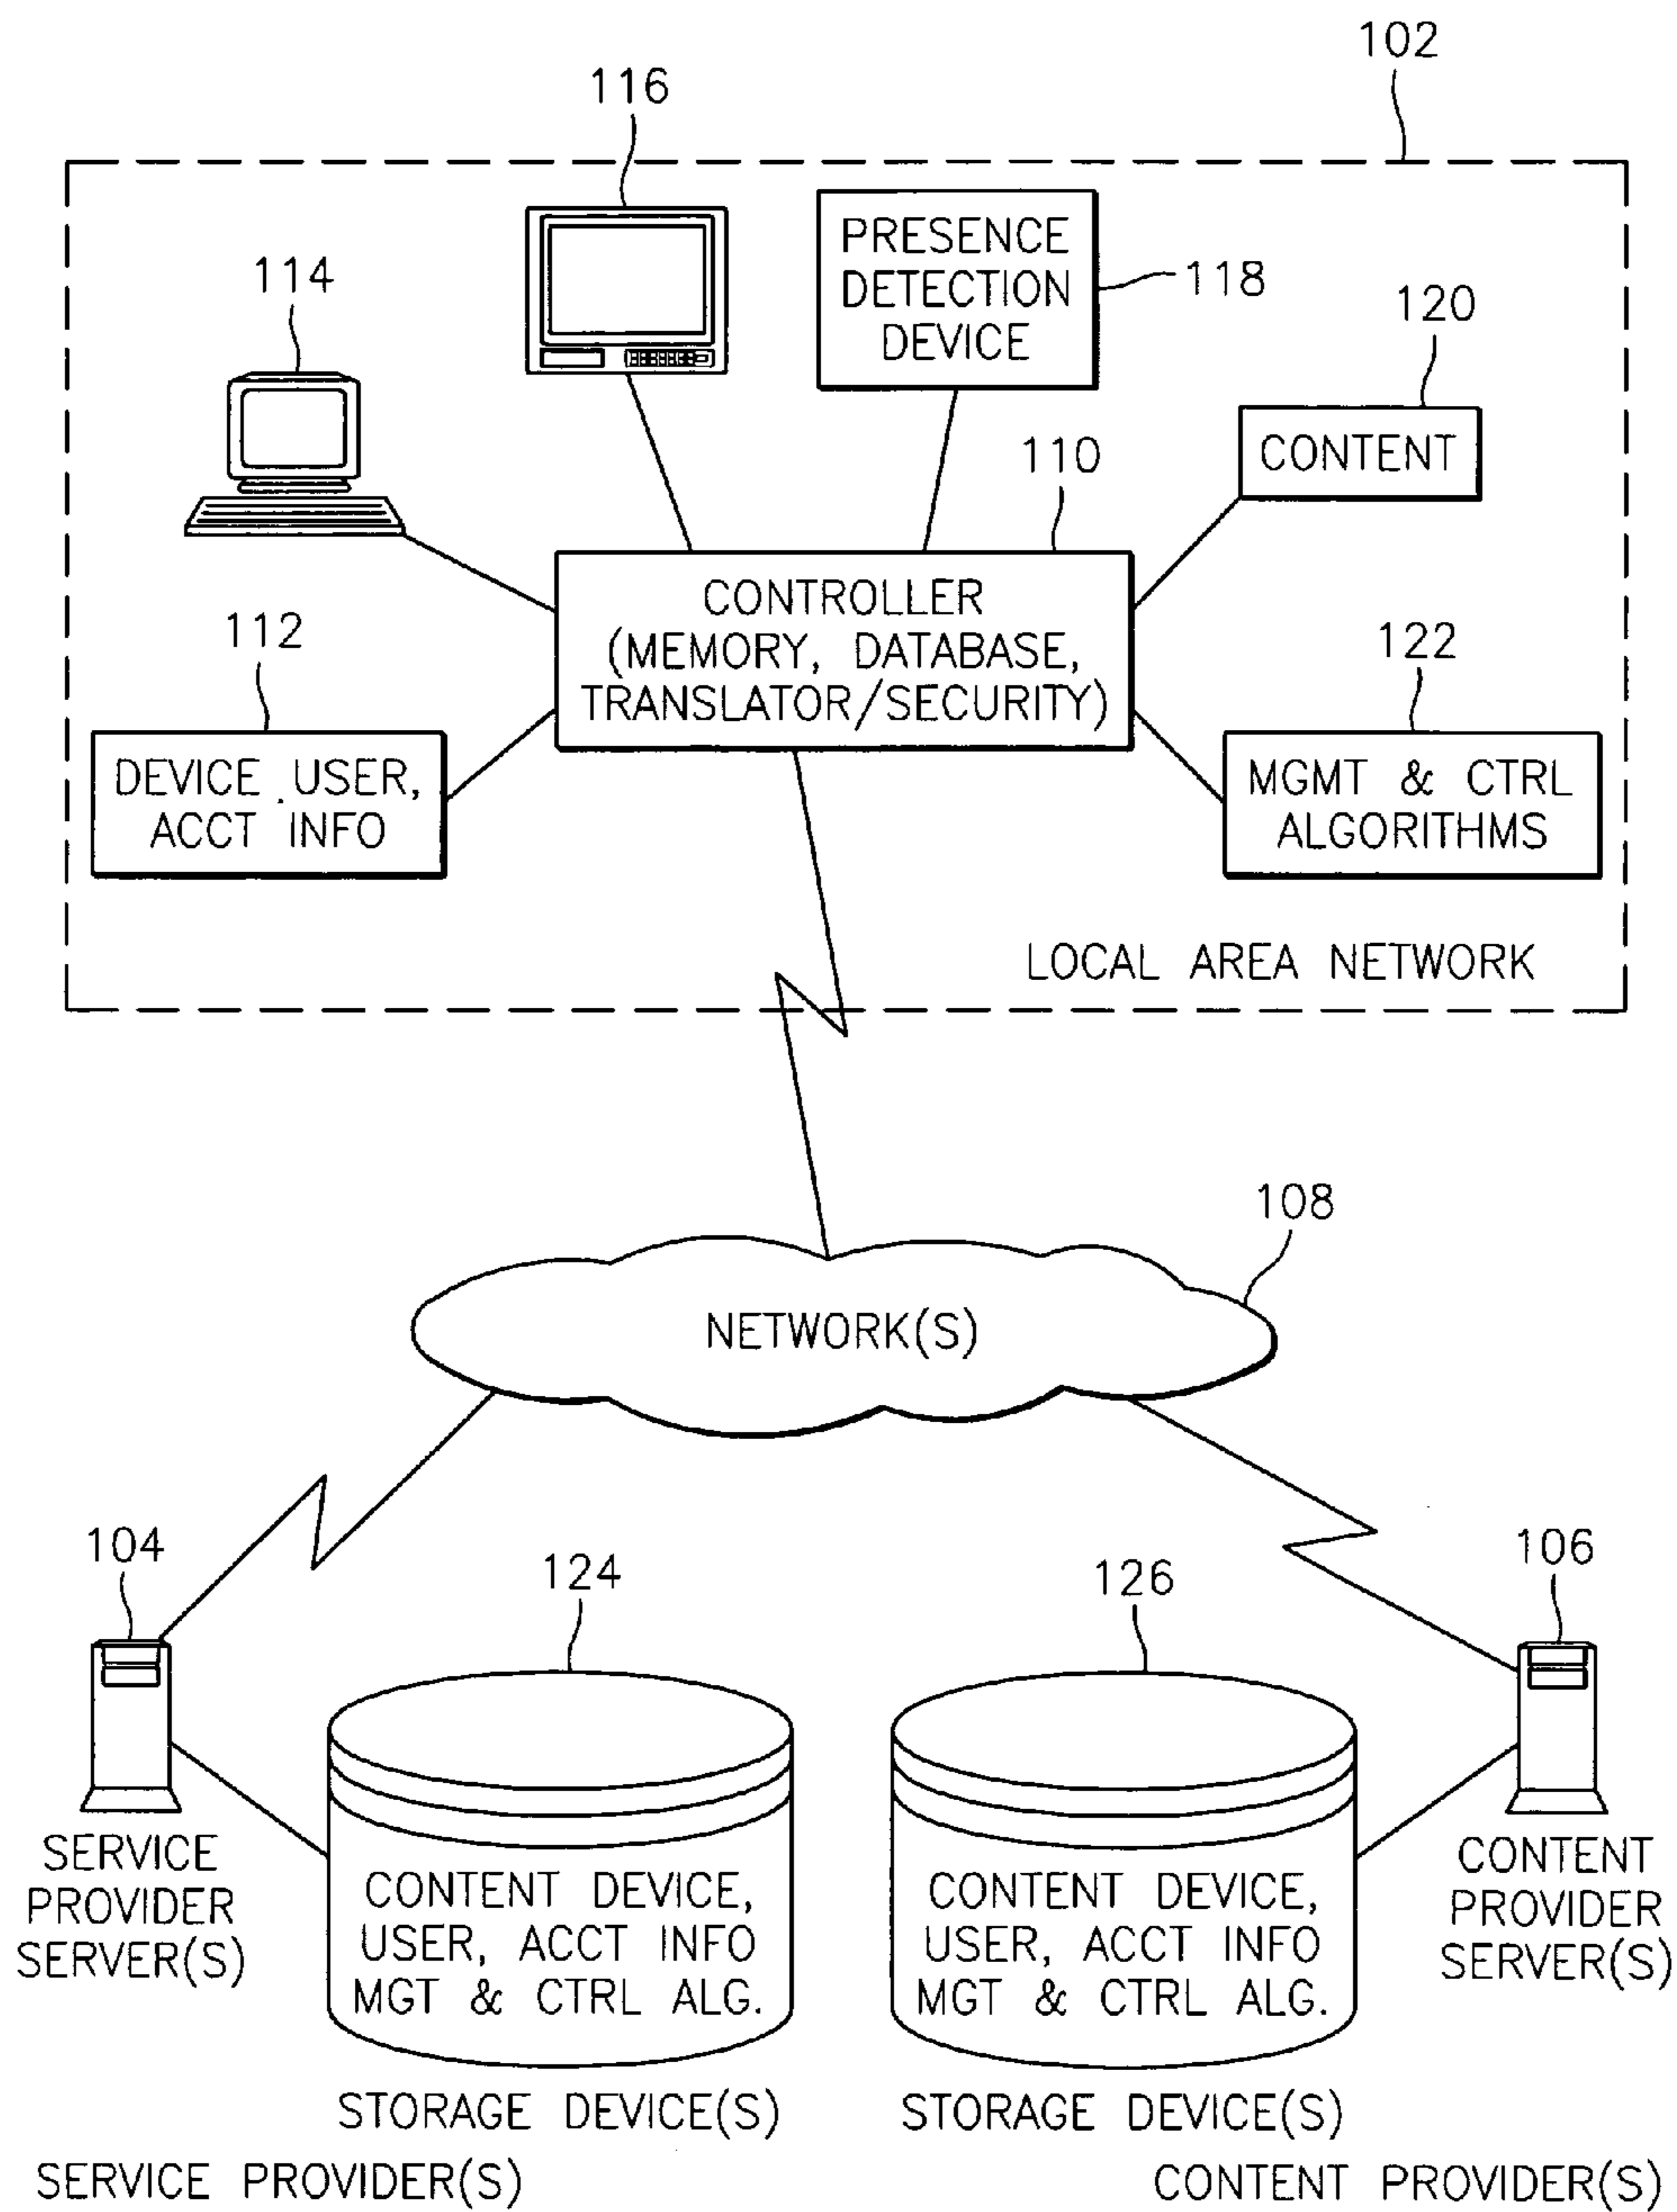 102
116
PRESENCE
DETECTION
DEVICE
118
114
120
CONTENT
110
CONTROLLER
(MEMORY, DATABASE,
TRANSLATOR/SECURITY)
112
DEVICE USER,
ACCT INFO
122
MGMT & CTRL
ALGORITHMS
LOCAL AREA NETWORK
108
NETWORK(S)
104
124
126
106
SERVICE
PROVIDER
SERVER(S)
CONTENT DEVICE,
USER, ACCT INFO
MGT & CTRL ALG.
CONTENT DEVICE,
USER, ACCT INFO
MGT & CTRL ALG.
CONTENT
PROVIDER
SERVER(S)
STORAGE DEVICE(S)
STORAGE DEVICE(S)
SERVICE PROVIDER(S)
CONTENT PROVIDER(S)